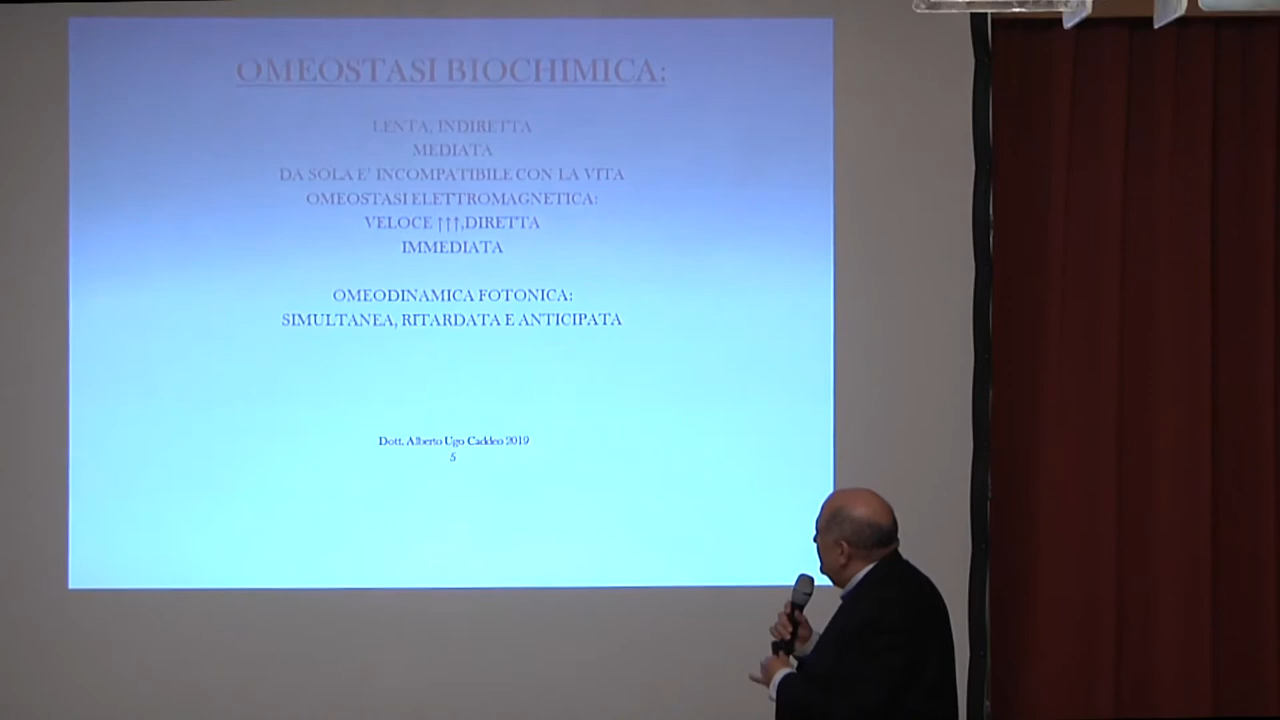 OMEOSTASI BIOCHIMICA:
LENTA, INDIRETTA
MEDIATA
DA SOLA E' INCOMPATIBILE CON LA VITA
OMEOSTASI ELETTROMAGNETICA:
VELOCE ↑↑↑,DIRETTA
IMMEDIATA
OMEODINAMICA FOTONICA:
SIMULTANEA, RITARDATA E ANTICIPATA
Dott. Alberto Ugo Caddeo 2019
5